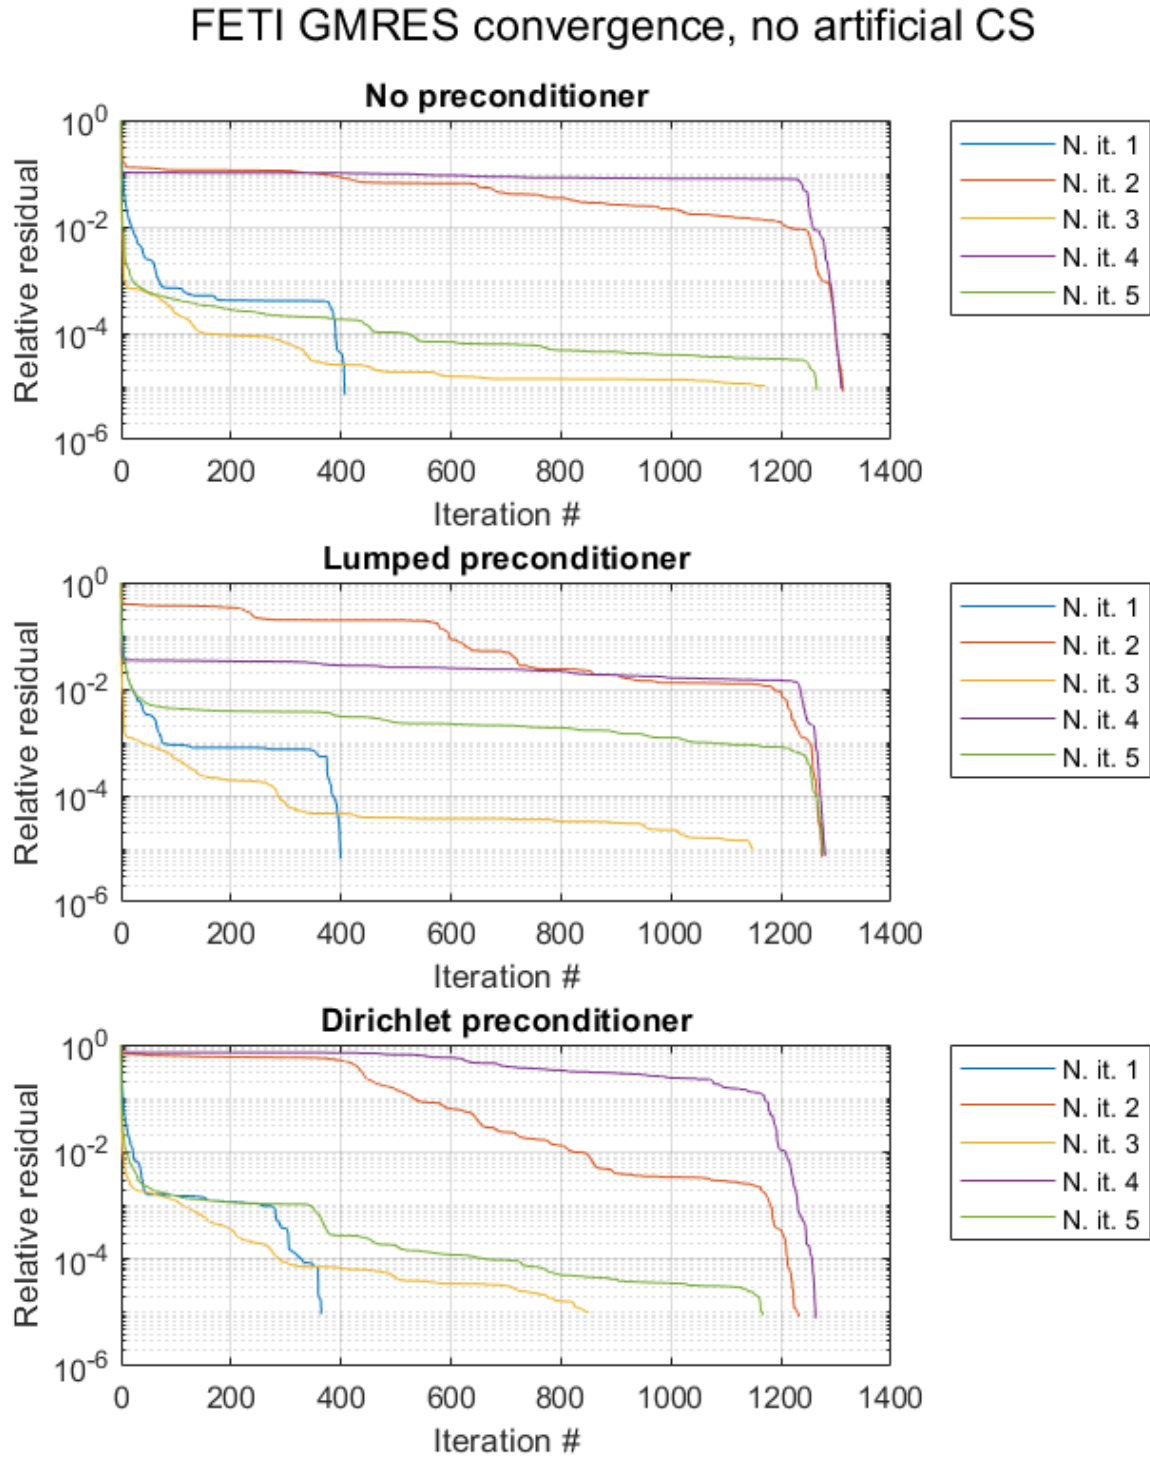 FETI GMRES convergence, no artificial CS
No preconditioner
10^0
10^-2
10^-4
10^-6
Relative residual
0 200 400 600 800 1000 1200 1400
Iteration #
N. it. 1
N. it. 2
N. it. 3
N. it. 4
N. it. 5
Lumped preconditioner
10^0
10^-2
10^-4
10^-6
Relative residual
0 200 400 600 800 1000 1200 1400
Iteration #
N. it. 1
N. it. 2
N. it. 3
N. it. 4
N. it. 5
Dirichlet preconditioner
10^0
10^-2
10^-4
10^-6
Relative residual
0 200 400 600 800 1000 1200 1400
Iteration #
N. it. 1
N. it. 2
N. it. 3
N. it. 4
N. it. 5